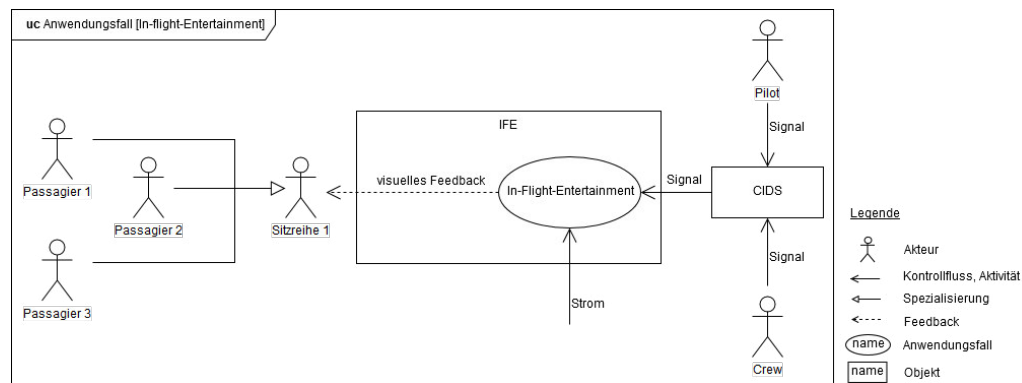 uc Anwendungsfall [In-flight-Entertainment]
Pilot
Signal
IFE
Passagier 1
Passagier 2
Passagier 3
Sitzreihe 1
visuelles Feedback
In-Flight-Entertainment
Signal
CIDS
Signal
Strom
Crew
Legende
Akteur
Kontrollfluss, Aktivität
Spezialisierung
Feedback
name Anwendungsfall
name Objekt